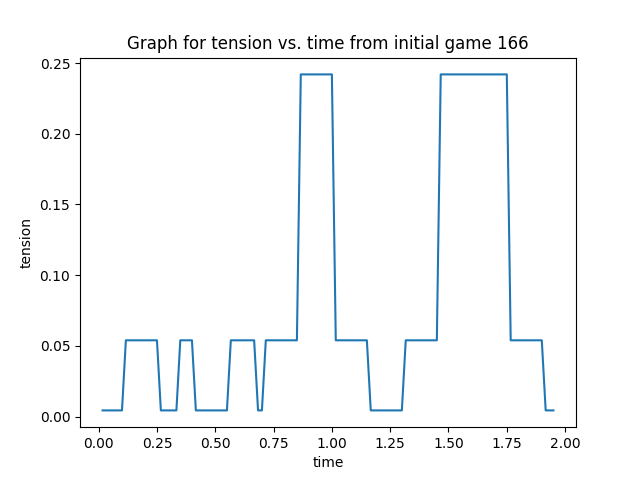 Graph for tension vs. time from initial game 166
0.25
0.20
0.15
0.10
0.05
0.00
tension
0.00 0.25 0.50 0.75 1.00 1.25 1.50 1.75 2.00
time